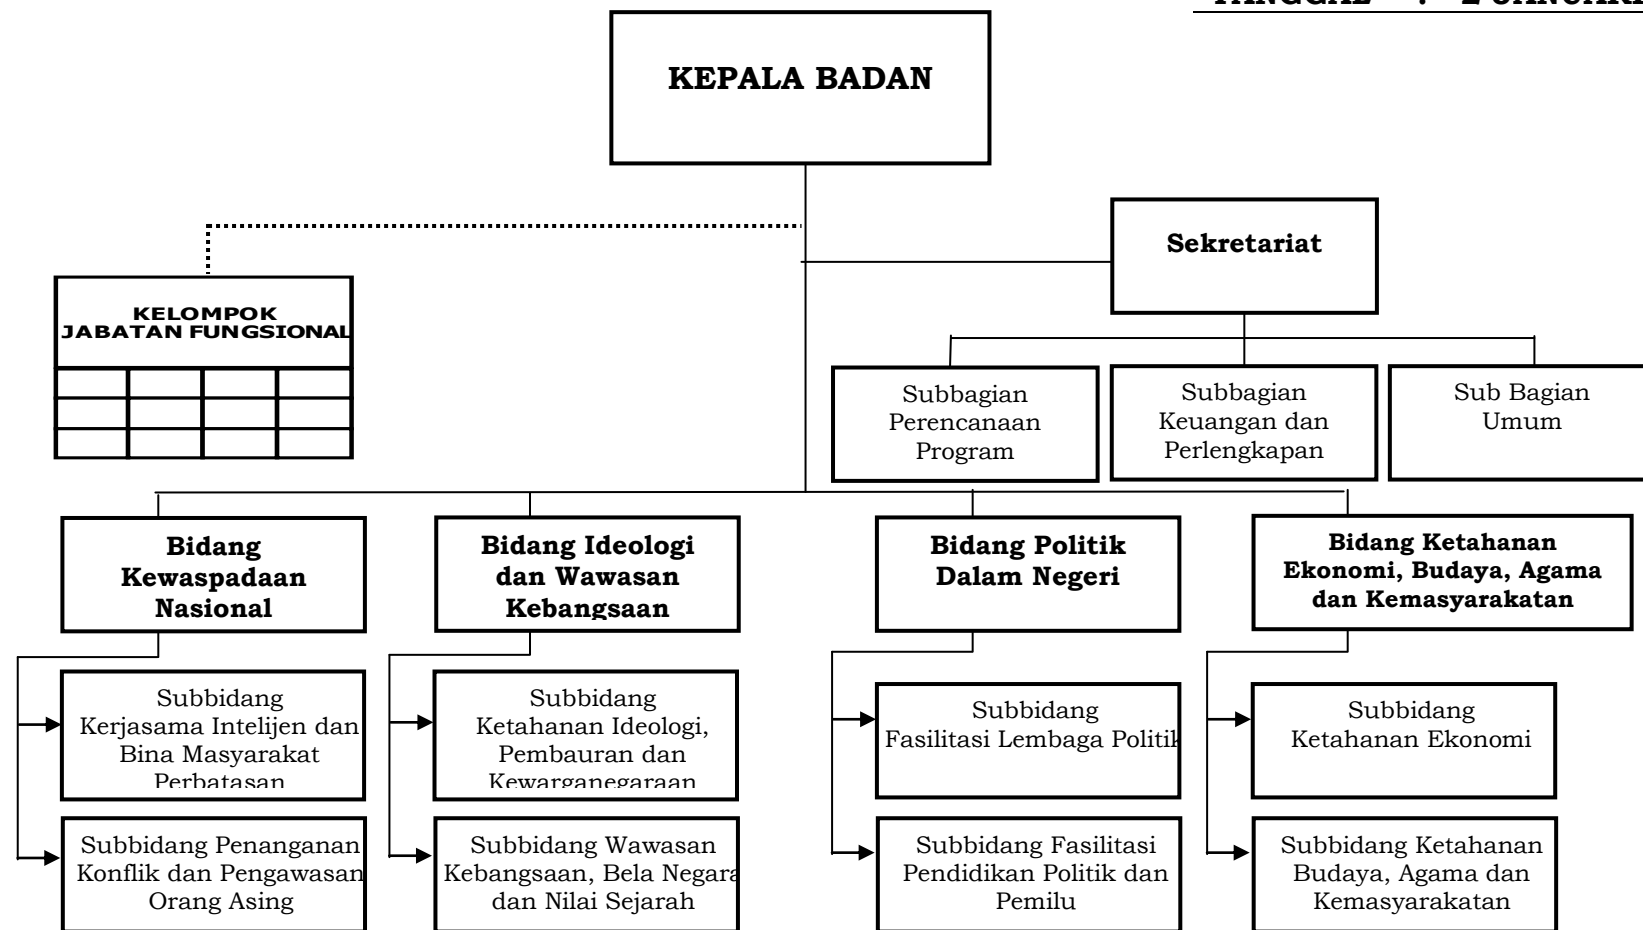 TANGGAL : 2 JANUARI
KEPALA BADAN
Sekretariat
KELOMPOK
JABATAN FUNGSIONAL
Subbagian
Perencanaan
Program
Subbagian
Keuangan dan
Perlengkapan
Sub Bagian
Umum
Bidang
Kewaspadaan
Nasional
Bidang Ideologi
dan Wawasan
Kebangsaan
Bidang Politik
Dalam Negeri
Bidang Ketahanan
Ekonomi, Budaya, Agama
dan Kemasyarakatan
Subbidang
Kerjasama Intelijen dan
Bina Masyarakat
Perbatasan
Subbidang
Ketahanan Ideologi,
Pembauran dan
Kewarganegaraan
Subbidang
Fasilitasi Lembaga Politik
Subbidang
Ketahanan Ekonomi
Subbidang Penanganan
Konflik dan Pengawasan
Orang Asing
Subbidang Wawasan
Kebangsaan, Bela Negara
dan Nilai Sejarah
Subbidang Fasilitasi
Pendidikan Politik dan
Pemilu
Subbidang Ketahanan
Budaya, Agama dan
Kemasyarakatan